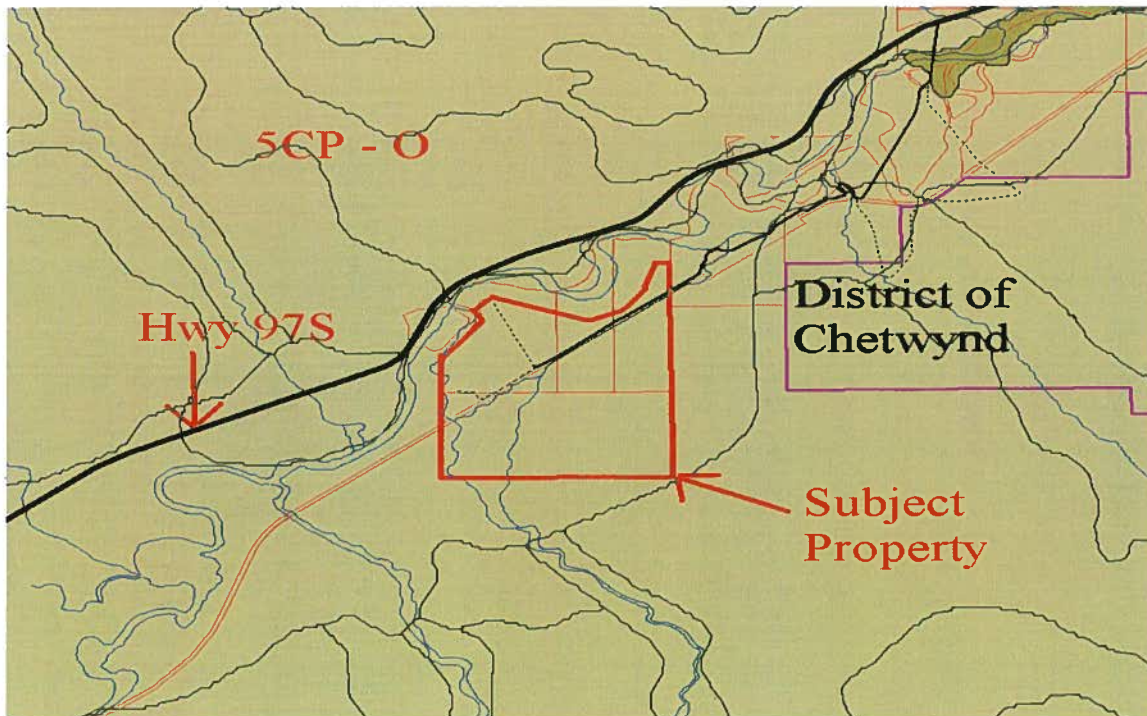 5CP - O
Hwy 97S
District of
Chetwynd
Subject
Property